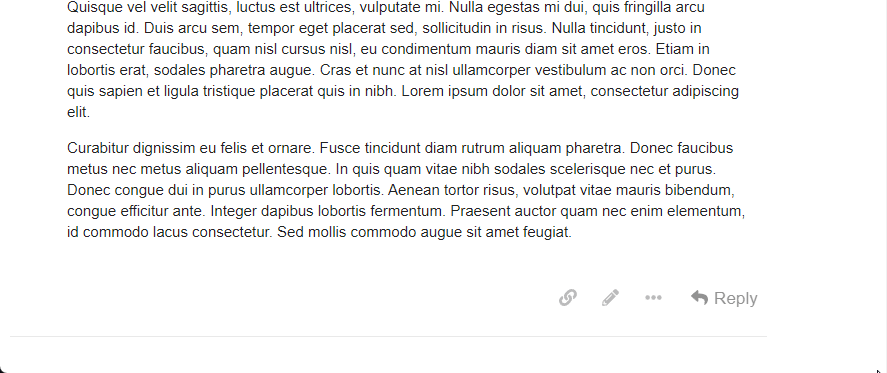 Quisque vel velit sagittis, luctus est ultrices, vulputate mi. Nulla egestas mi dui, quis fringilla arcu
dapibus id. Duis arcu sem, tempor eget placerat sed, sollicitudin in risus. Nulla tincidunt, justo in
consectetur faucibus, quam nisl cursus nisl, eu condimentum mauris diam sit amet eros. Etiam in
lobortis erat, sodales pharetra augue. Cras et nunc at nisl ullamcorper vestibulum ac non orci. Donec
quis sapien et ligula tristique placerat quis in nibh. Lorem ipsum dolor sit amet, consectetur adipiscing
elit.
Curabitur dignissim eu felis et ornare. Fusce tincidunt diam rutrum aliquam pharetra. Donec faucibus
metus nec metus aliquam pellentesque. In quis quam vitae nibh sodales scelerisque nec et purus.
Donec congue dui in purus ullamcorper lobortis. Aenean tortor risus, volutpat vitae mauris bibendum,
congue efficitur ante. Integer dapibus lobortis fermentum. Praesent auctor quam nec enim elementum,
id commodo lacus consectetur. Sed mollis commodo augue sit amet feugiat.
Reply